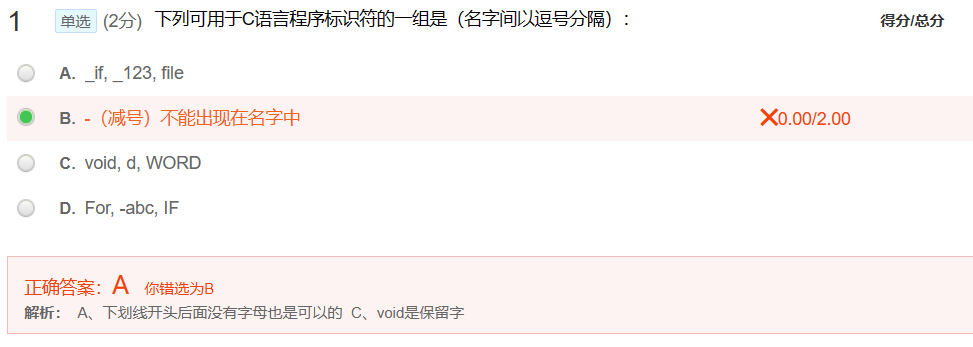 1 单选 (2分) 下列可用于C语言程序标识符的一组是（名字间以逗号分隔）： 得分/总分
A. _if, _123, file
B. -（减号）不能出现在名字中 ✕0.00/2.00
C. void, d, WORD
D. For, -abc, IF
正确答案：A 你错选为B
解析： A、下划线开头后面没有字母也是可以的 C、void是保留字